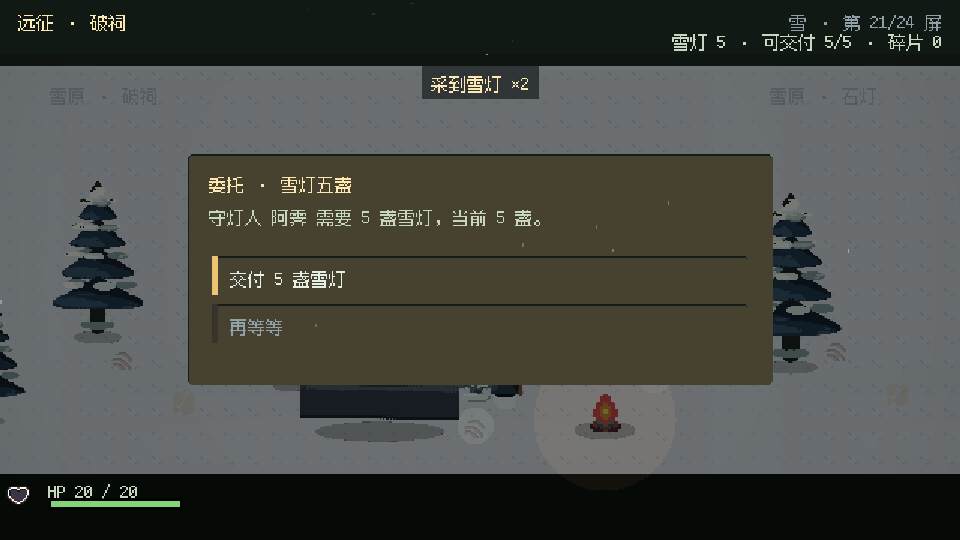 远征 · 破祠
雪 · 第 21/24 屏
雪灯 5 · 可交付 5/5 · 碎片 0
采到雪灯 ×2
雪原 · 破祠
雪原 · 石灯
委托 · 雪灯五盏
守灯人 阿霁 需要 5 盏雪灯，当前 5 盏。
交付 5 盏雪灯
再等等
HP 20 / 20